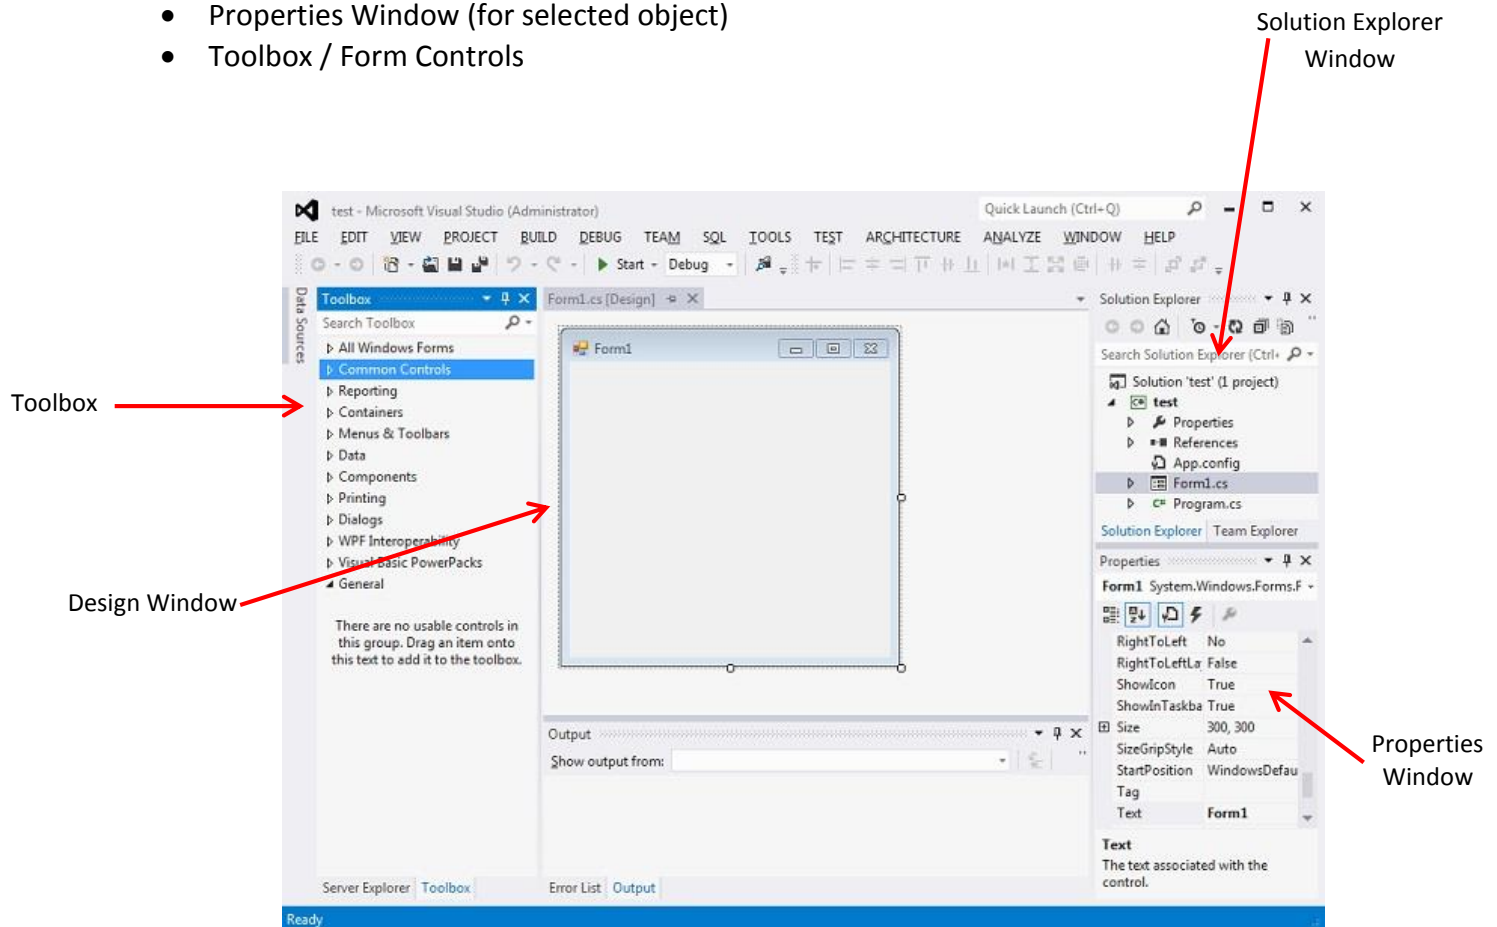 • Properties Window (for selected object)
• Toolbox / Form Controls
Solution Explorer
Window
test - Microsoft Visual Studio (Administrator)
Quick Launch (Ctrl+Q)
FILE EDIT VIEW PROJECT BUILD DEBUG TEAM SQL TOOLS TEST ARCHITECTURE ANALYZE WINDOW HELP
Start Debug
Data Sources
Toolbox
Search Toolbox
All Windows Forms
Common Controls
Reporting
Containers
Menus & Toolbars
Data
Components
Printing
Dialogs
WPF Interoperability
Visual Basic PowerPacks
General
There are no usable controls in
this group. Drag an item onto
this text to add it to the toolbox.
Server Explorer Toolbox
Toolbox
Design Window
Form1.cs [Design]
Form1
Output
Show output from:
Error List Output
Solution Explorer
Search Solution Explorer (Ctrl+
Solution 'test' (1 project)
C# test
Properties
References
App.config
Form1.cs
C# Program.cs
Solution Explorer Team Explorer
Properties
Form1 System.Windows.Forms.F
RightToLeft No
RightToLeftLa False
ShowIcon True
ShowInTaskba True
Size 300, 300
SizeGripStyle Auto
StartPosition WindowsDefau
Tag
Text Form1
Text
The text associated with the
control.
Properties
Window
Ready